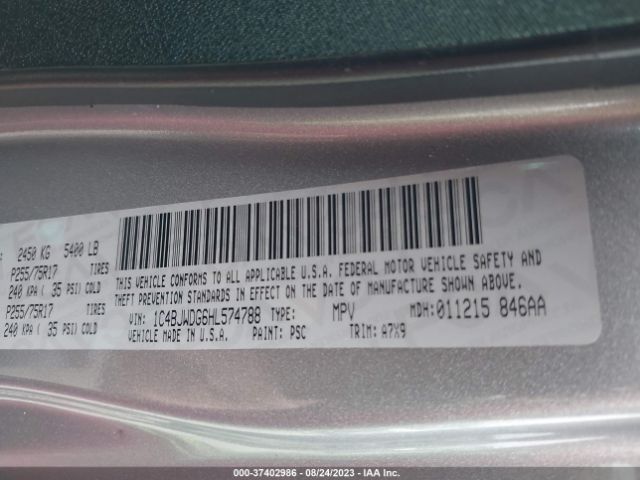 : 2450 KG 5400 LB
P255/75R17 TIRES
240 KPA ( 35 PSI) COLD
P255/75R17 TIRES
240 KPA ( 35 PSI) COLD
THIS VEHICLE CONFORMS TO ALL APPLICABLE U.S.A. FEDERAL MOTOR VEHICLE SAFETY AND
THEFT PREVENTION STANDARDS IN EFFECT ON THE DATE OF MANUFACTURE SHOWN ABOVE.
VIN: 1C4BJWDG6HL574788 TYPE: MPV MDH:011215 846AA
VEHICLE MADE IN U.S.A. PAINT: PSC TRIM: A7X9
000-37402986 - 08/24/2023 - IAA Inc.